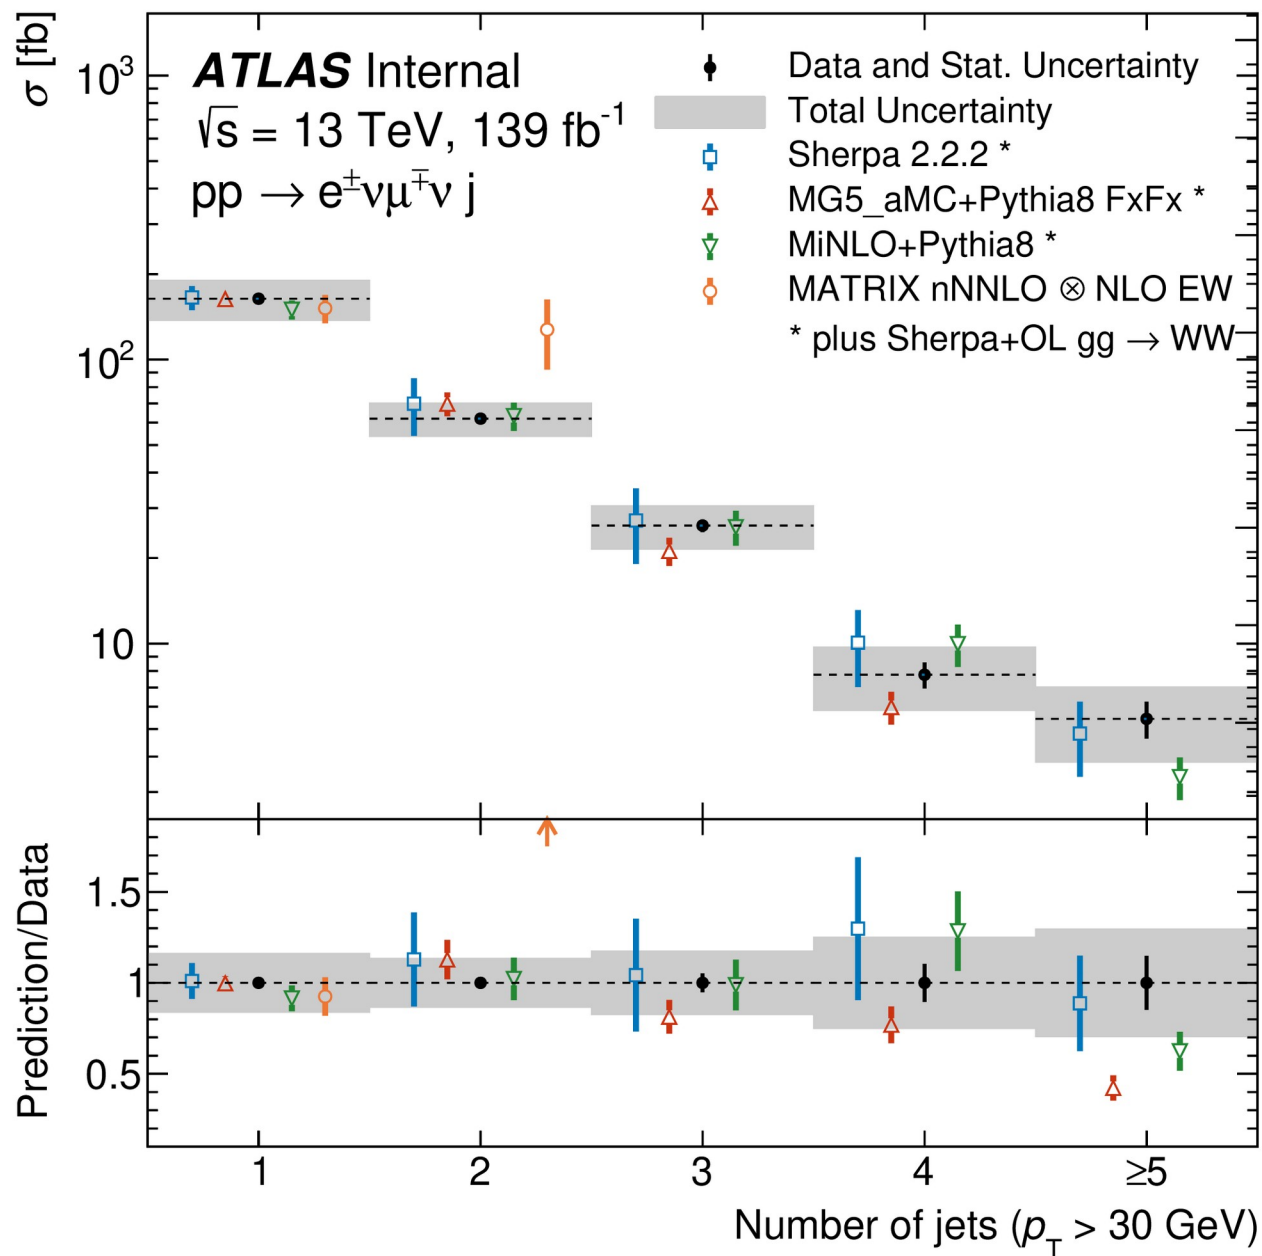 σ [fb]
10³
10²
10
ATLAS Internal
√s = 13 TeV, 139 fb⁻¹
pp → e±νμ∓ν j
Data and Stat. Uncertainty
Total Uncertainty
Sherpa 2.2.2 *
MG5_aMC+Pythia8 FxFx *
MiNLO+Pythia8 *
MATRIX nNNLO ⊗ NLO EW
* plus Sherpa+OL gg → WW
Prediction/Data
1.5
1
0.5
1 2 3 4 ≥5
Number of jets (p_T > 30 GeV)